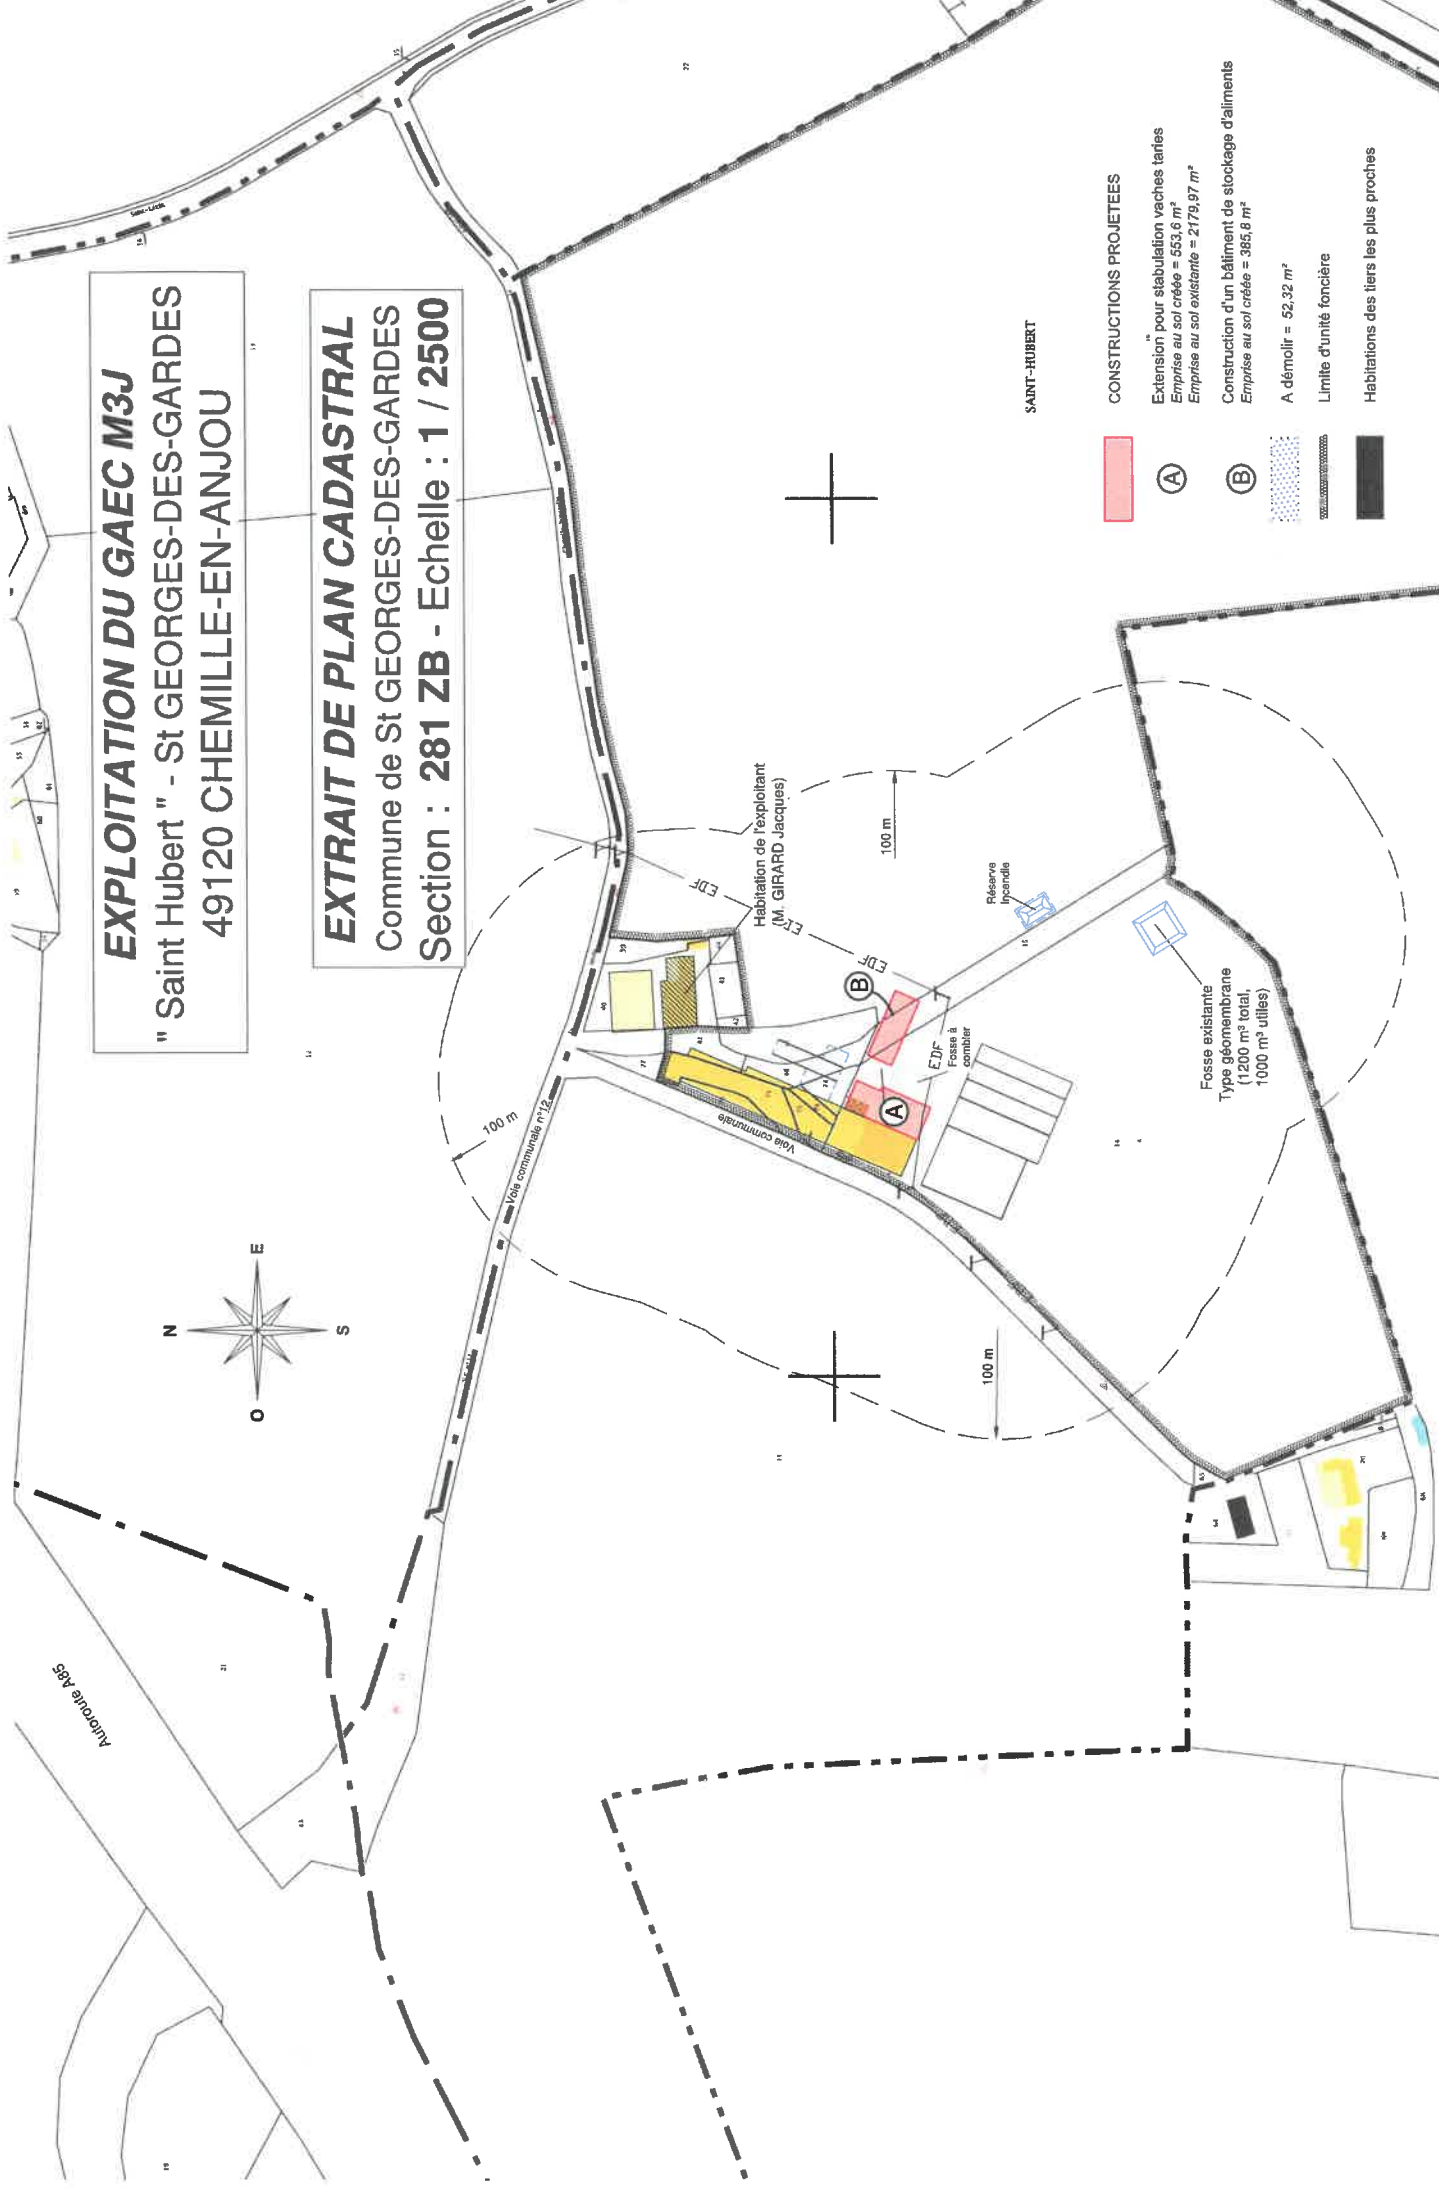 EXPLOITATION DU GAEC M3J
" Saint Hubert " - St GEORGES-DES-GARDES
49120 CHEMILLE-EN-ANJOU
EXTRAIT DE PLAN CADASTRAL
Commune de St GEORGES-DES-GARDES
Section : 281 ZB - Echelle : 1 / 2500
N
E
S
O
Autoroute A85
Voie communale n°12
Voie communale
100 m
100 m
100 m
Habitation de l'exploitant
(M. GIRARD Jacques)
EDF
EDF
EDF
EDF
EDF
A
B
Fosse à
combler
Réserve
Incendie
Fosse existante
Type géomembrane
(1200 m³ total,
1000 m³ utiles)
SAINT-HUBERT
CONSTRUCTIONS PROJETEES
A
Extension pour stabulation vaches taries
Emprise au sol créée = 553,6 m²
Emprise au sol existante = 2179,97 m²
B
Construction d'un bâtiment de stockage d'aliments
Emprise au sol créée = 385,8 m²
A démolir = 52,32 m²
Limite d'unité foncière
Habitations des tiers les plus proches